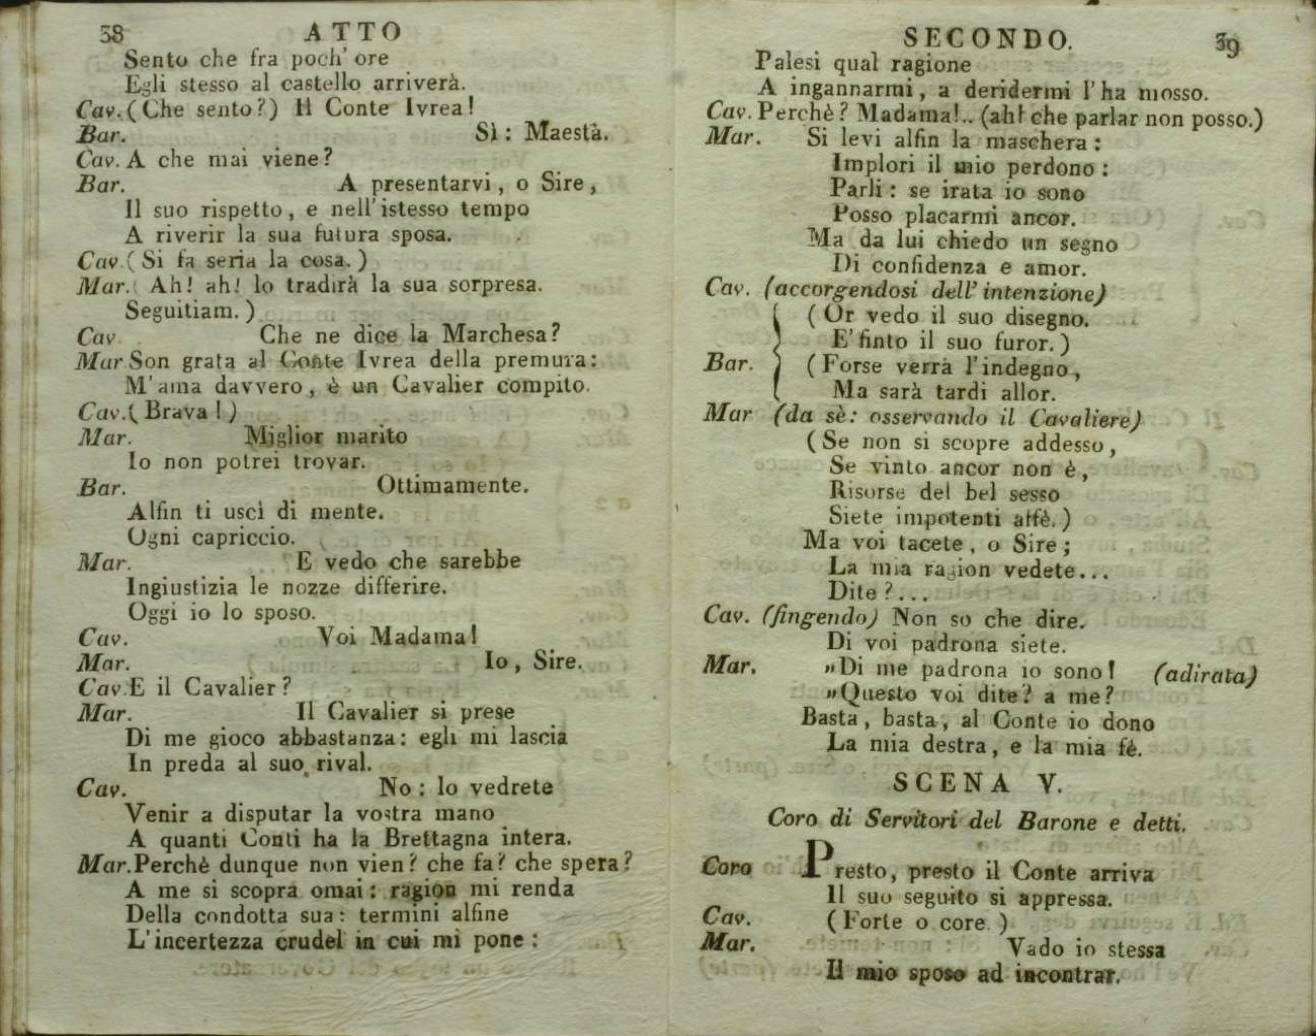 38 ATTO
Sento che fra poch' ore
Egli stesso al castello arriverà.
Cav. (Che sento?) Il Conte Ivrea!
Bar. Sì: Maestà.
Cav. A che mai viene?
Bar. A presentarvi, o Sire,
Il suo rispetto, e nell'istesso tempo
A riverir la sua futura sposa.
Cav. (Si fa seria la cosa.)
Mar. Ah! ah! lo tradirà la sua sorpresa.
Seguitiam.)
Cav Che ne dice la Marchesa?
Mar Son grata al Conte Ivrea della premura:
M'ama davvero, è un Cavalier compito.
Cav. (Brava!)
Mar. Miglior marito
Io non potrei trovar.
Bar. Ottimamente.
Alfin ti uscì di mente.
Ogni capriccio.
Mar. E vedo che sarebbe
Ingiustizia le nozze differire.
Oggi io lo sposo.
Cav. Voi Madama!
Mar. Io, Sire.
Cav. E il Cavalier?
Mar. Il Cavalier si prese
Di me gioco abbastanza: egli mi lascia
In preda al suo rival.
Cav. No: lo vedrete
Venir a disputar la vostra mano
A quanti Conti ha la Brettagna intera.
Mar. Perchè dunque non vien? che fa? che spera?
A me si scopra omai: ragion mi renda
Della condotta sua: termini alfine
L'incertezza crudel in cui mi pone:
SECONDO. 39
Palesi qual ragione
A ingannarmi, a deridermi l'ha mosso.
Cav. Perchè? Madama!.. (ah! che parlar non posso.)
Mar. Si levi alfin la maschera:
Implori il mio perdono:
Parli: se irata io sono
Posso placarmi ancor.
Ma da lui chiedo un segno
Di confidenza e amor.
Cav. (accorgendosi dell'intenzione)
(Or vedo il suo disegno.
E' finto il suo furor.)
Bar. (Forse verrà l'indegno,
Ma sarà tardi allor.
Mar (da sè: osservando il Cavaliere)
(Se non si scopre addesso,
Se vinto ancor non è,
Risorse del bel sesso
Siete impotenti affè.)
Ma voi tacete, o Sire;
La mia ragion vedete...
Dite?...
Cav. (fingendo) Non so che dire.
Di voi padrona siete.
Mar. "Di me padrona io sono! (adirata)
"Questo voi dite? a me?
Basta, basta, al Conte io dono
La mia destra, e la mia fè.
SCENA V.
Coro di Servitori del Barone e detti.
Coro Presto, presto il Conte arriva
Il suo seguito si appressa.
Cav. (Forte o core.)
Mar. Vado io stessa
Il mio sposo ad incontrar.